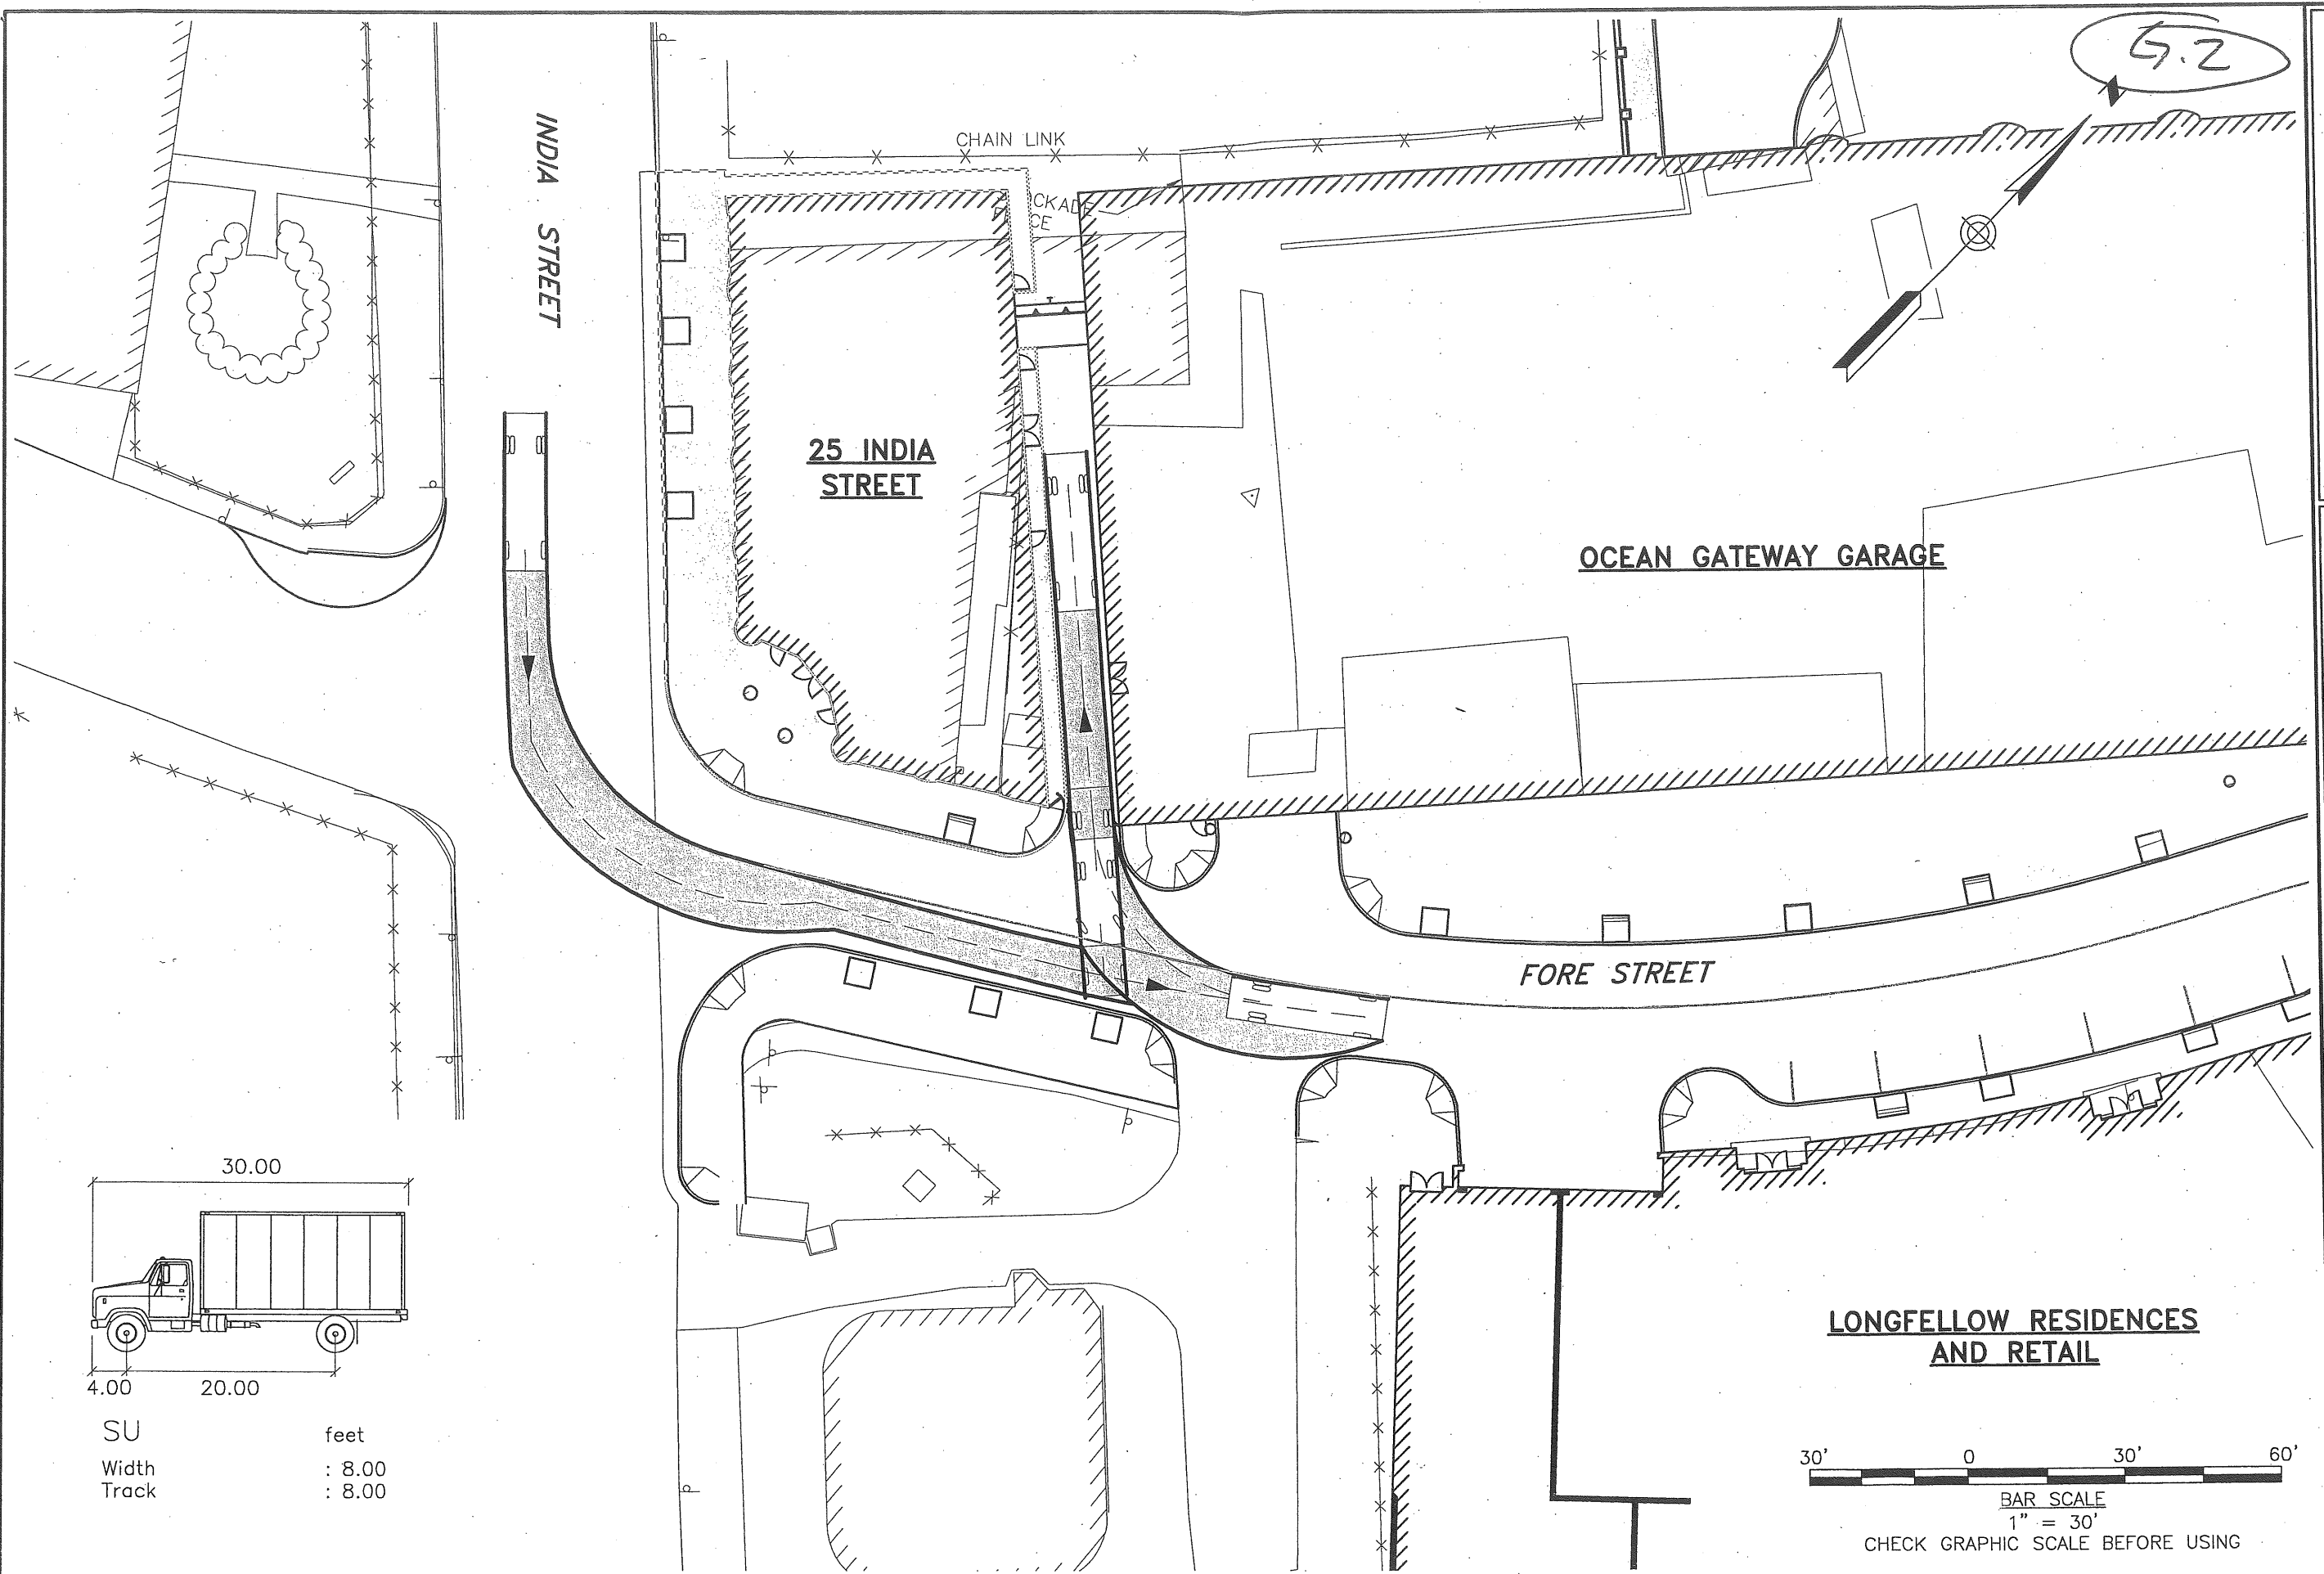 G.2
CHAIN LINK
INDIA STREET
CKADE
CE
25 INDIA
STREET
OCEAN GATEWAY GARAGE
FORE STREET
30.00
4.00 20.00
SU feet
Width : 8.00
Track : 8.00
LONGFELLOW RESIDENCES
AND RETAIL
30' 0 30' 60'
BAR SCALE
1" = 30'
CHECK GRAPHIC SCALE BEFORE USING